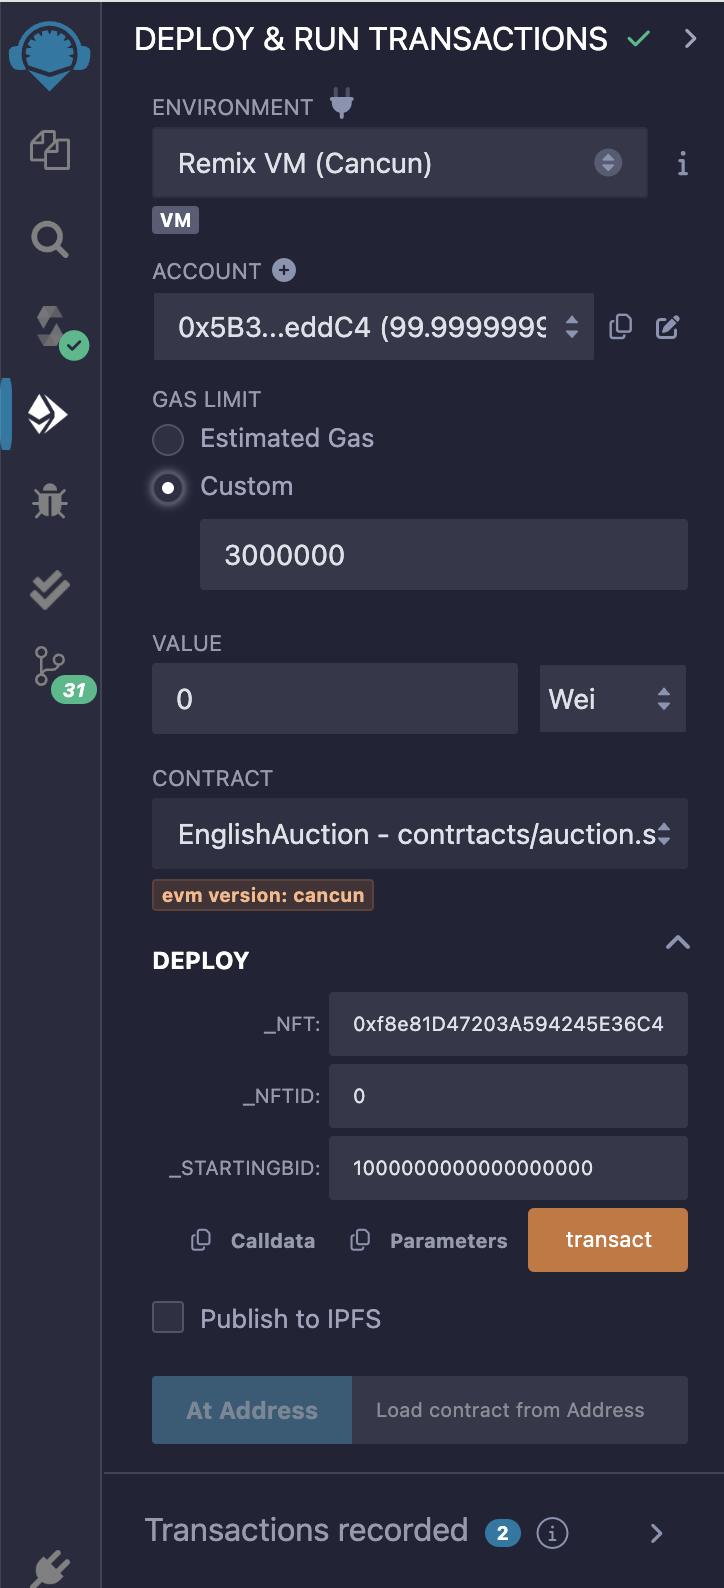 DEPLOY & RUN TRANSACTIONS
ENVIRONMENT
Remix VM (Cancun)
VM
ACCOUNT
0x5B3...eddC4 (99.9999999
GAS LIMIT
Estimated Gas
Custom
3000000
31
VALUE
0 Wei
CONTRACT
EnglishAuction - contrtacts/auction.s
evm version: cancun
DEPLOY
_NFT: 0xf8e81D47203A594245E36C4
_NFTID: 0
_STARTINGBID: 1000000000000000000
Calldata Parameters transact
Publish to IPFS
At Address Load contract from Address
Transactions recorded 2 i